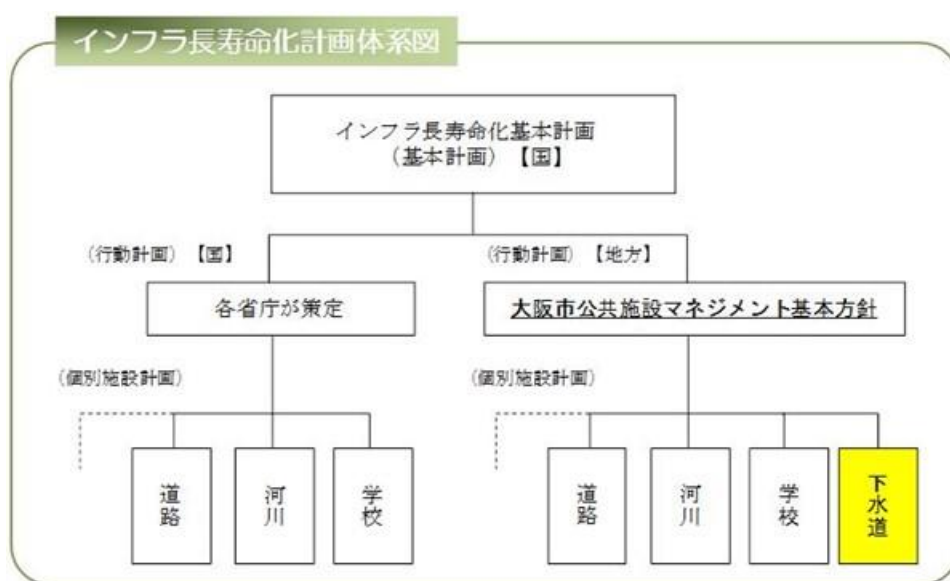 インフラ長寿命化計画体系図
インフラ長寿命化基本計画
(基本計画)【国】
(行動計画)【国】
(行動計画)【地方】
各省庁が策定
大阪市公共施設マネジメント基本方針
(個別施設計画)
(個別施設計画)
道路
河川
学校
道路
河川
学校
下水道